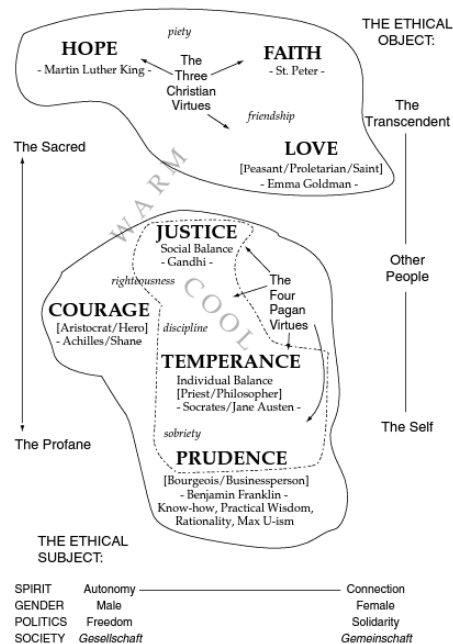 THE ETHICAL
OBJECT:
piety
HOPE
- Martin Luther King -
The
Three
Christian
Virtues
FAITH
- St. Peter -
friendship
The
Transcendent
The Sacred
LOVE
[Peasant/Proletarian/Saint]
- Emma Goldman -
WARM
JUSTICE
Social Balance
- Gandhi -
righteousness
COOL
The
Four
Pagan
Virtues
Other
People
COURAGE
[Aristocrat/Hero]
- Achilles/Shane
discipline
TEMPERANCE
Individual Balance
[Priest/Philosopher]
- Socrates/Jane Austen -
The Self
sobriety
The Profane
PRUDENCE
[Bourgeois/Businessperson]
- Benjamin Franklin -
Know-how, Practical Wisdom,
Rationality, Max U-ism
THE ETHICAL
SUBJECT:
SPIRIT Autonomy Connection
GENDER Male Female
POLITICS Freedom Solidarity
SOCIETY Gesellschaft Gemeinschaft